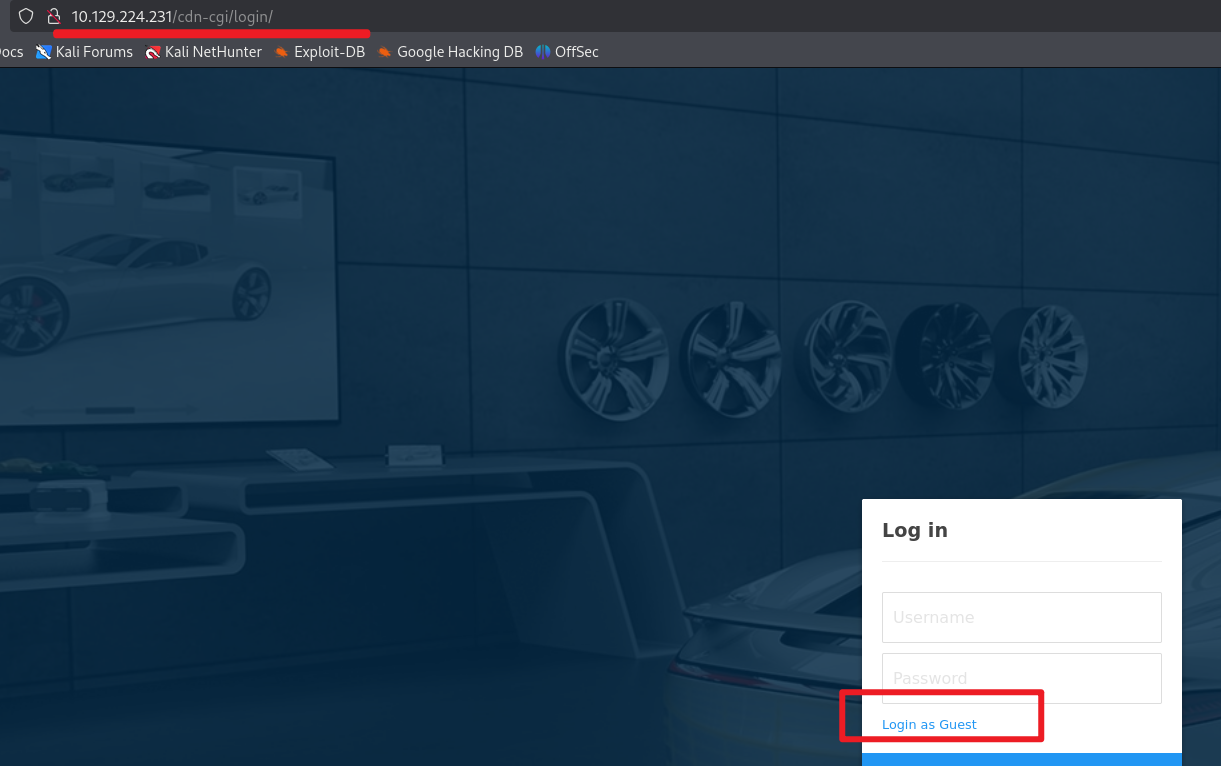 10.129.224.231/cdn-cgi/login/
ocs Kali Forums Kali NetHunter Exploit-DB Google Hacking DB OffSec
Log in
Username
Password
Login as Guest